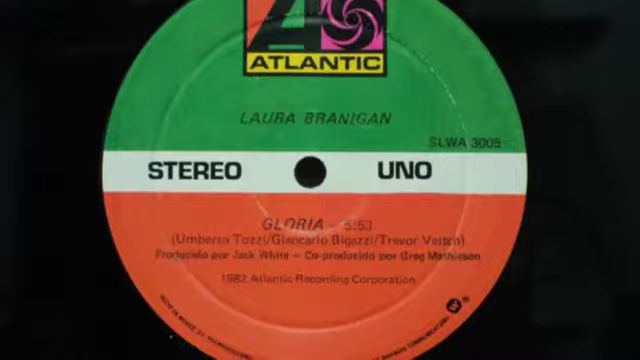 ATLANTIC
LAURA BRANIGAN
SLWA 3005
STEREO UNO
GLORIA - 5:53
(Umberto Tozzi/Giancarlo Bigazzi/Trevor Veitch)
Producido por Jack White - Co-producido por Greg Mathieson
1982 Atlantic Recording Corporation